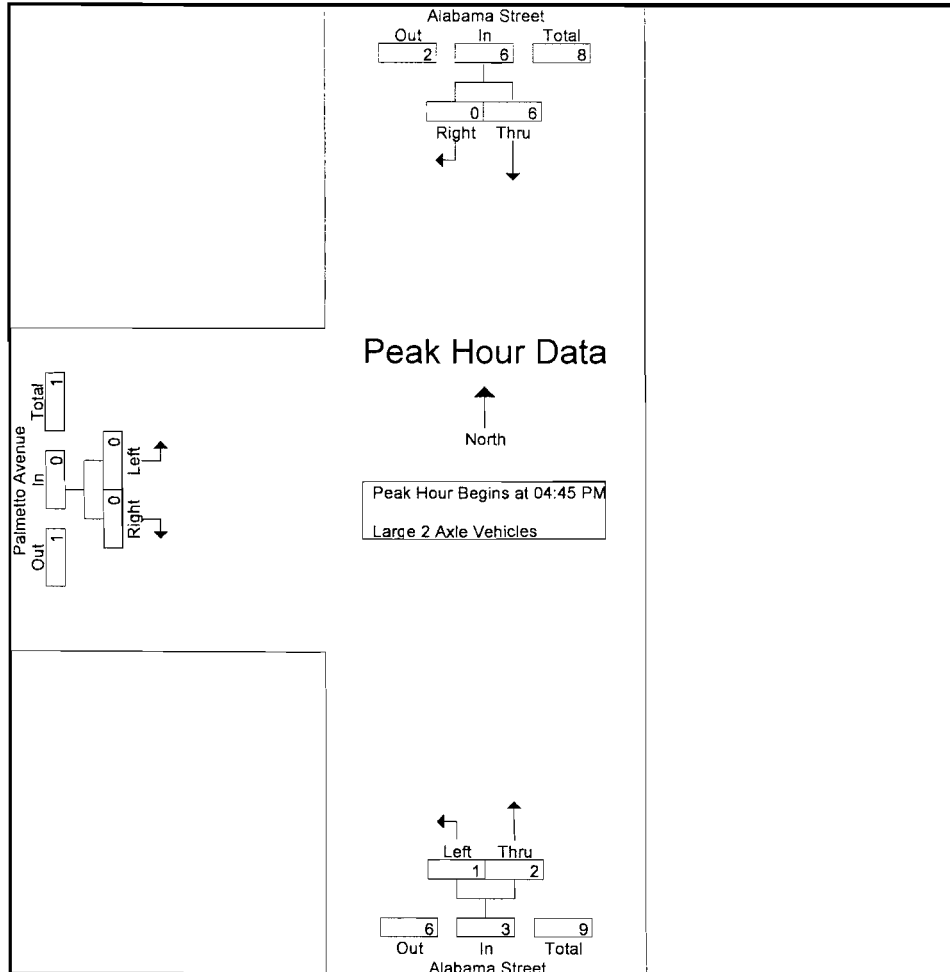 Alabama Street
Out In Total
2 6 8
0 6
Right Thru
Peak Hour Data
North
Peak Hour Begins at 04:45 PM
Large 2 Axle Vehicles
Palmetto Avenue
Out In Total
1 0 1
0 0
Right Left
Left Thru
1 2
6 3 9
Out In Total
Alabama Street